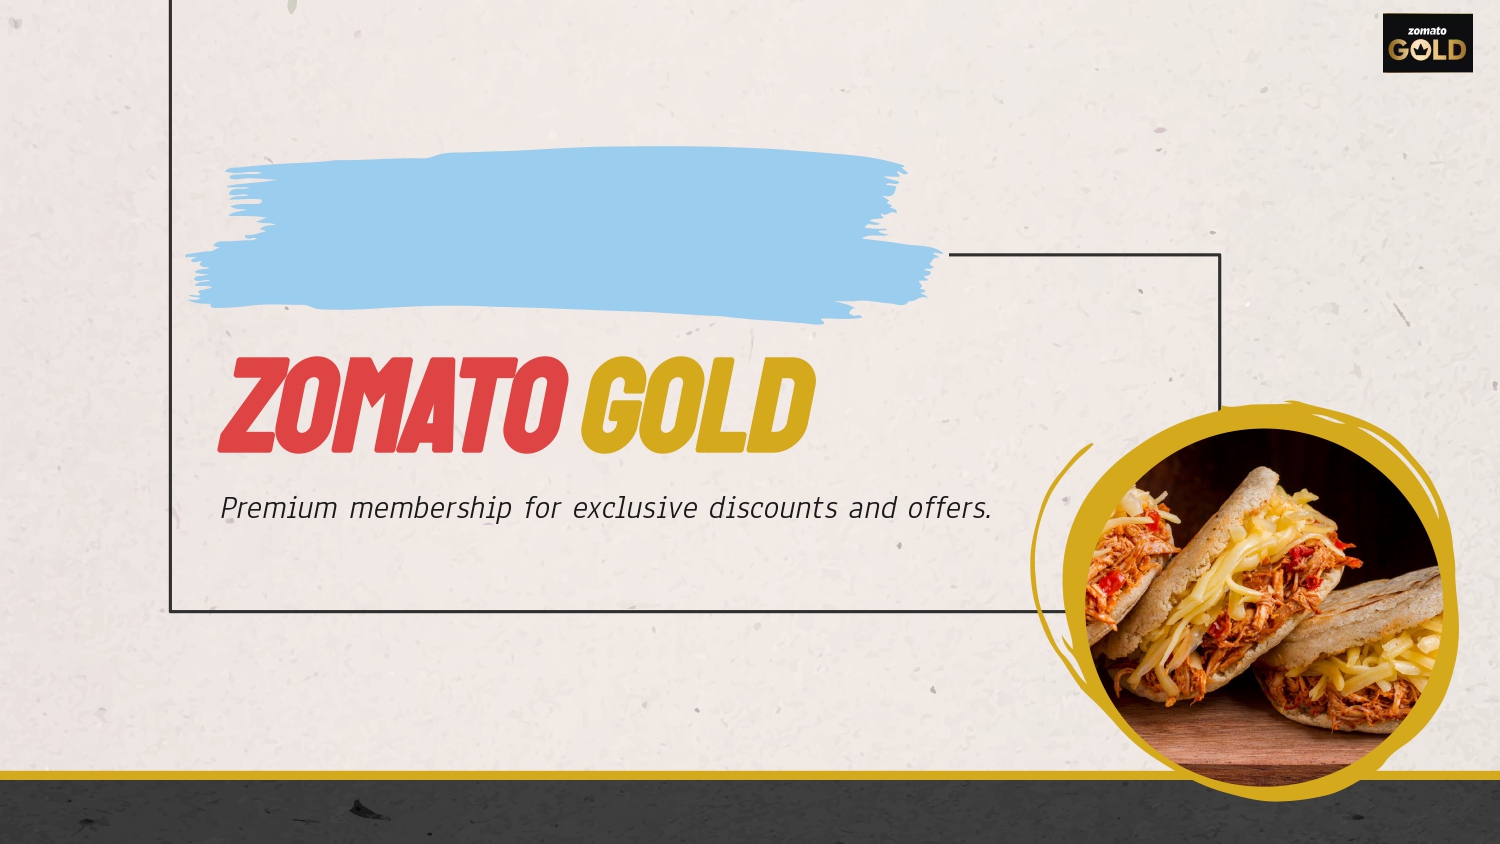 zomato
GOLD
ZOMATO GOLD
Premium membership for exclusive discounts and offers.